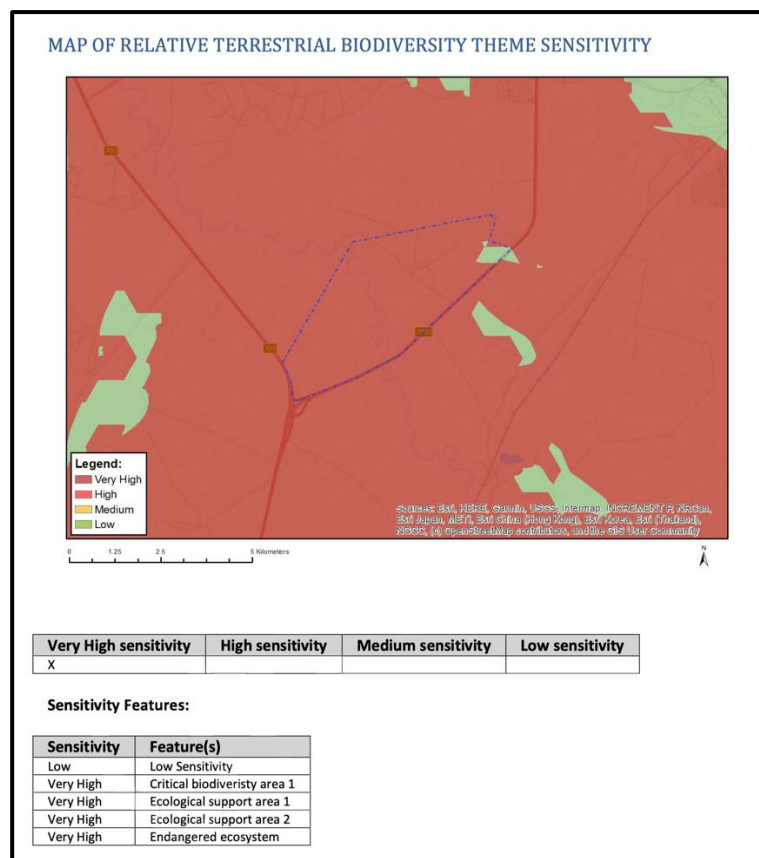 MAP OF RELATIVE TERRESTRIAL BIODIVERSITY THEME SENSITIVITY
Legend:
Very High
High
Medium
Low
Sources: Esri, HERE, Garmin, USGS, Intermap, INCREMENT P, NRCan,
Esri Japan, METI, Esri China (Hong Kong), Esri Korea, Esri (Thailand),
NGCC, (c) OpenStreetMap contributors, and the GIS User Community
0 1.25 2.5 5 Kilometers
N
Very High sensitivity High sensitivity Medium sensitivity Low sensitivity
X
Sensitivity Features:
Sensitivity Feature(s)
Low Low Sensitivity
Very High Critical biodiveristy area 1
Very High Ecological support area 1
Very High Ecological support area 2
Very High Endangered ecosystem